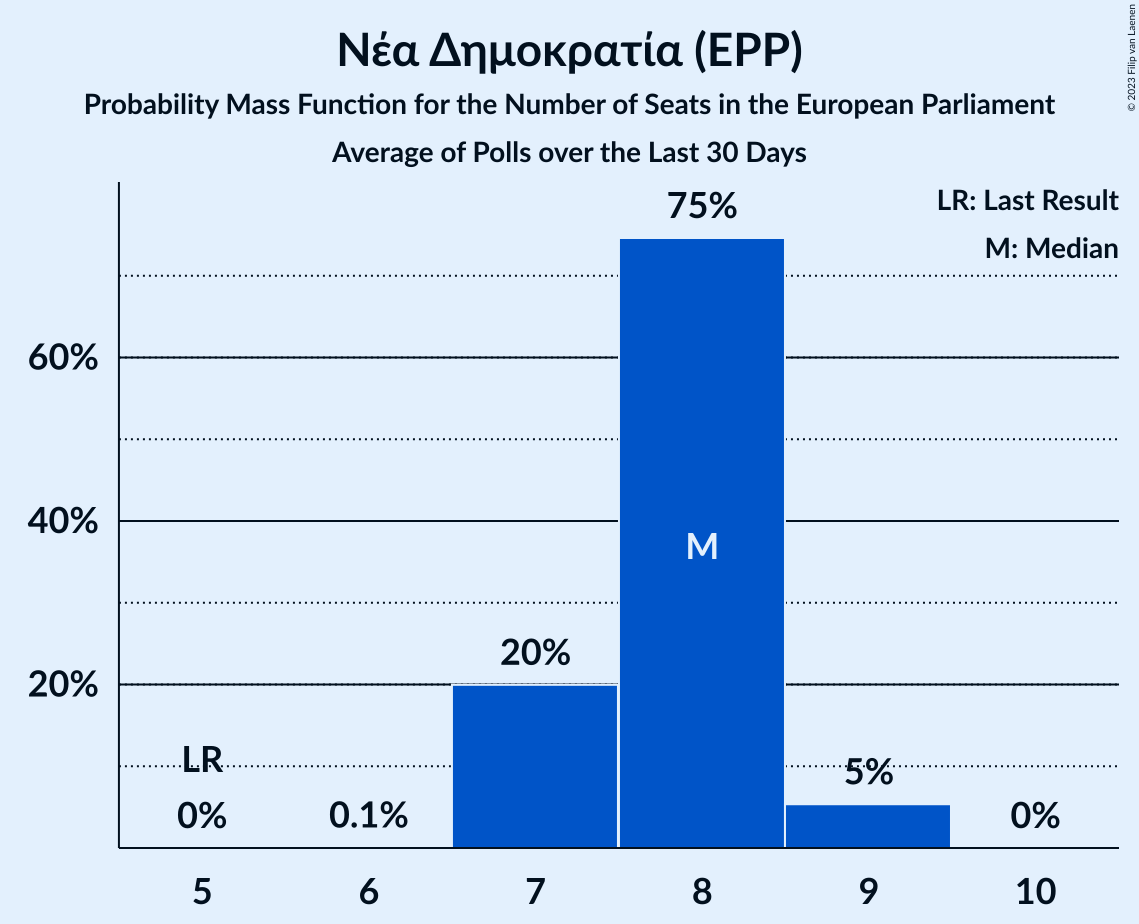 Νέα Δημοκρατία (EPP)
Probability Mass Function for the Number of Seats in the European Parliament
Average of Polls over the Last 30 Days
© 2023 Filip van Laenen
LR: Last Result
M: Median
75%
60%
40%
M
20%
20%
LR
5%
0%
0.1%
0%
5 6 7 8 9 10